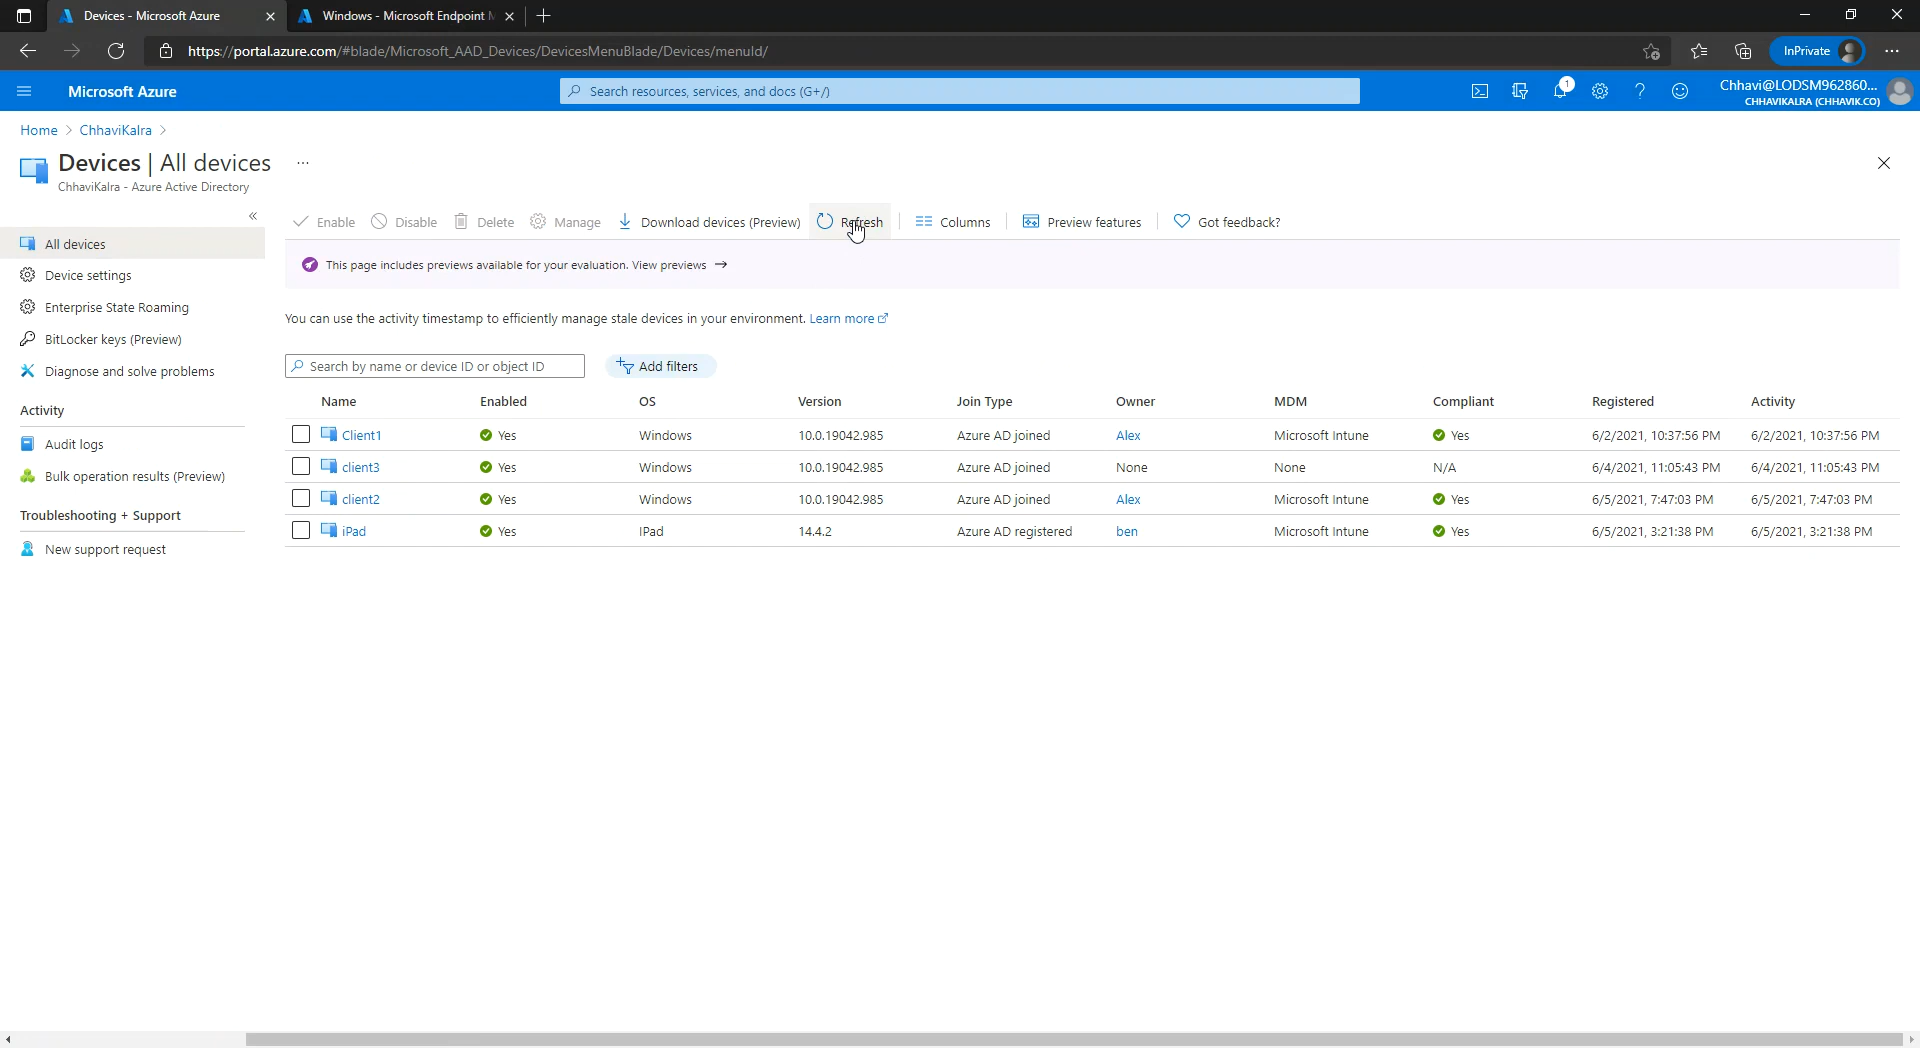 Devices - Microsoft Azure
Windows - Microsoft Endpoint M
https://portal.azure.com/#blade/Microsoft_AAD_Devices/DevicesMenuBlade/Devices/menuId/
InPrivate
Microsoft Azure
Search resources, services, and docs (G+/)
1
Chhavi@LODSM962860...
CHHAVIKALRA (CHHAVIK.CO)
Home > ChhaviKalra >
Devices | All devices ...
ChhaviKalra - Azure Active Directory
«
Enable Disable Delete Manage Download devices (Preview) Refresh Columns Preview features Got feedback?
All devices
Device settings
Enterprise State Roaming
BitLocker keys (Preview)
Diagnose and solve problems
Activity
Audit logs
Bulk operation results (Preview)
Troubleshooting + Support
New support request
This page includes previews available for your evaluation. View previews →
You can use the activity timestamp to efficiently manage stale devices in your environment. Learn more
Search by name or device ID or object ID
Add filters
Name Enabled OS Version Join Type Owner MDM Compliant Registered Activity
Client1 Yes Windows 10.0.19042.985 Azure AD joined Alex Microsoft Intune Yes 6/2/2021, 10:37:56 PM 6/2/2021, 10:37:56 PM
client3 Yes Windows 10.0.19042.985 Azure AD joined None None N/A 6/4/2021, 11:05:43 PM 6/4/2021, 11:05:43 PM
client2 Yes Windows 10.0.19042.985 Azure AD joined Alex Microsoft Intune Yes 6/5/2021, 7:47:03 PM 6/5/2021, 7:47:03 PM
iPad Yes IPad 14.4.2 Azure AD registered ben Microsoft Intune Yes 6/5/2021, 3:21:38 PM 6/5/2021, 3:21:38 PM